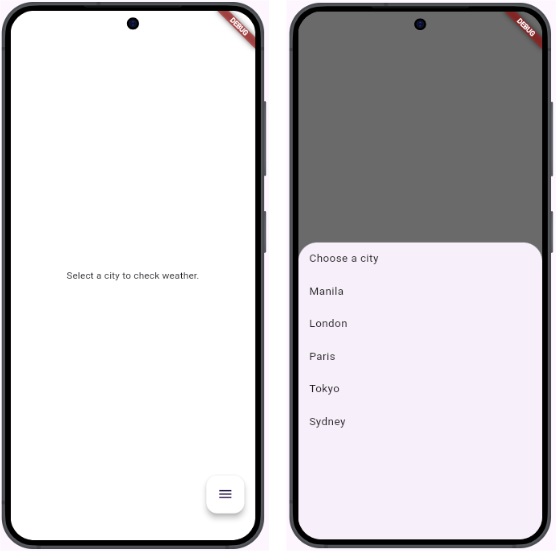 DEBUG
Select a city to check weather.
DEBUG
Choose a city
Manila
London
Paris
Tokyo
Sydney